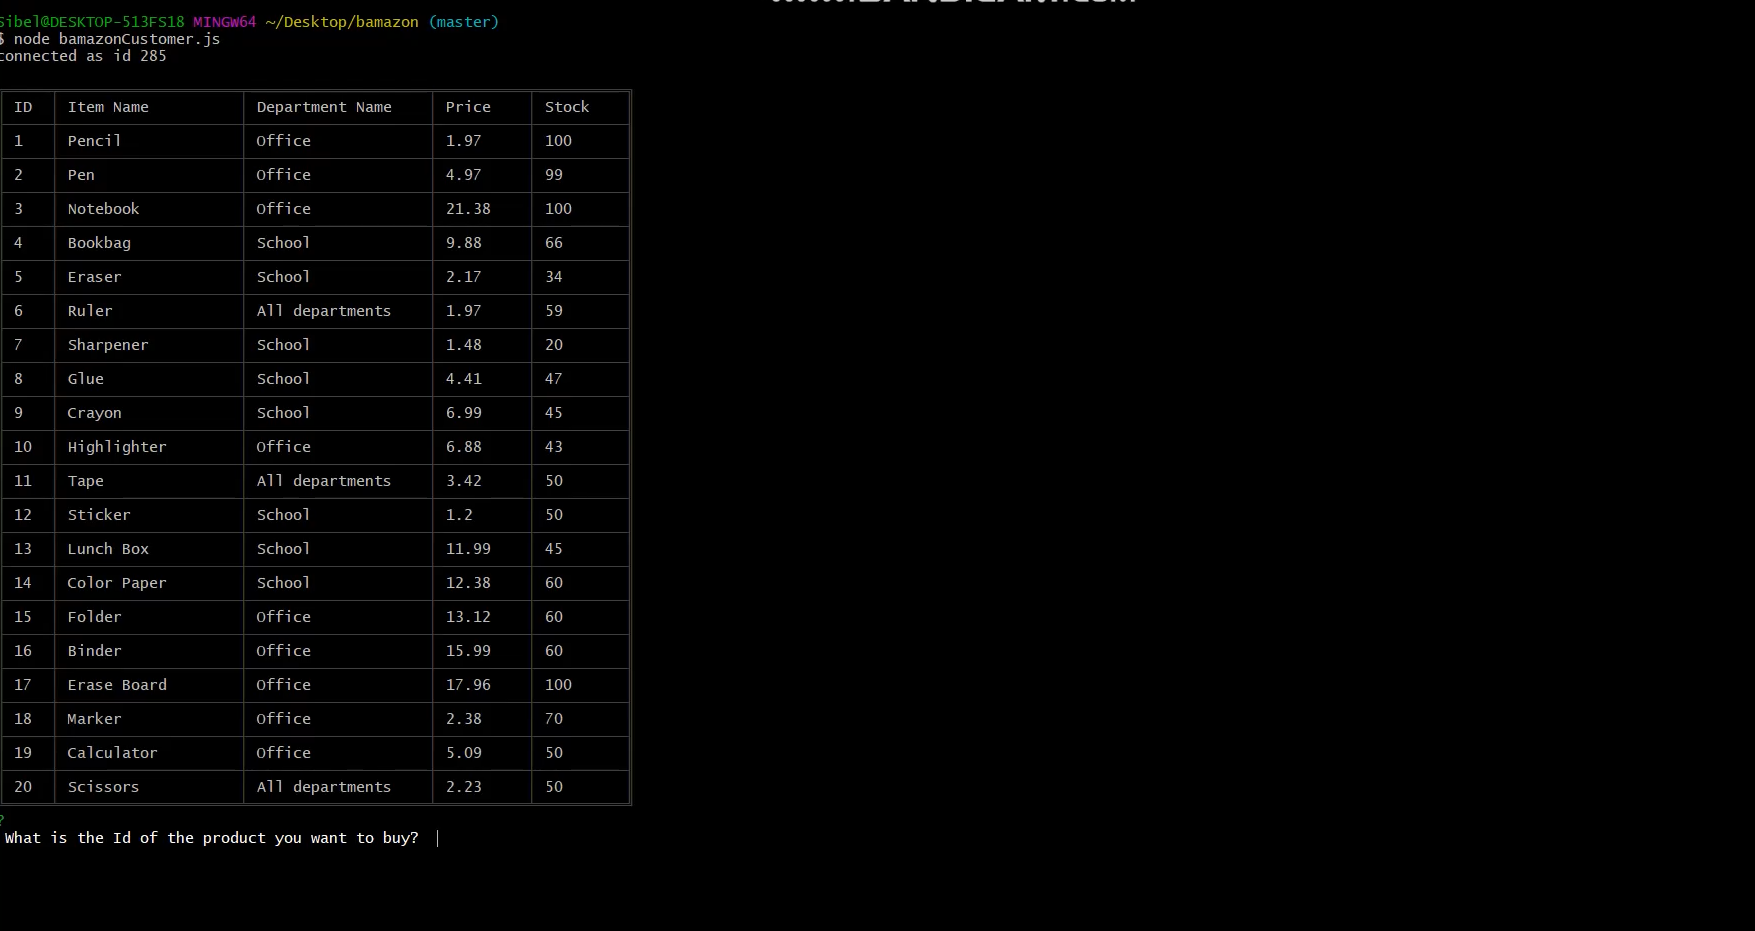 Sibel@DESKTOP-513FS18 MINGW64 ~/Desktop/bamazon (master)
$ node bamazonCustomer.js
connected as id 285
ID Item Name Department Name Price Stock
1 Pencil Office 1.97 100
2 Pen Office 4.97 99
3 Notebook Office 21.38 100
4 Bookbag School 9.88 66
5 Eraser School 2.17 34
6 Ruler All departments 1.97 59
7 Sharpener School 1.48 20
8 Glue School 4.41 47
9 Crayon School 6.99 45
10 Highlighter Office 6.88 43
11 Tape All departments 3.42 50
12 Sticker School 1.2 50
13 Lunch Box School 11.99 45
14 Color Paper School 12.38 60
15 Folder Office 13.12 60
16 Binder Office 15.99 60
17 Erase Board Office 17.96 100
18 Marker Office 2.38 70
19 Calculator Office 5.09 50
20 Scissors All departments 2.23 50
?
What is the Id of the product you want to buy?